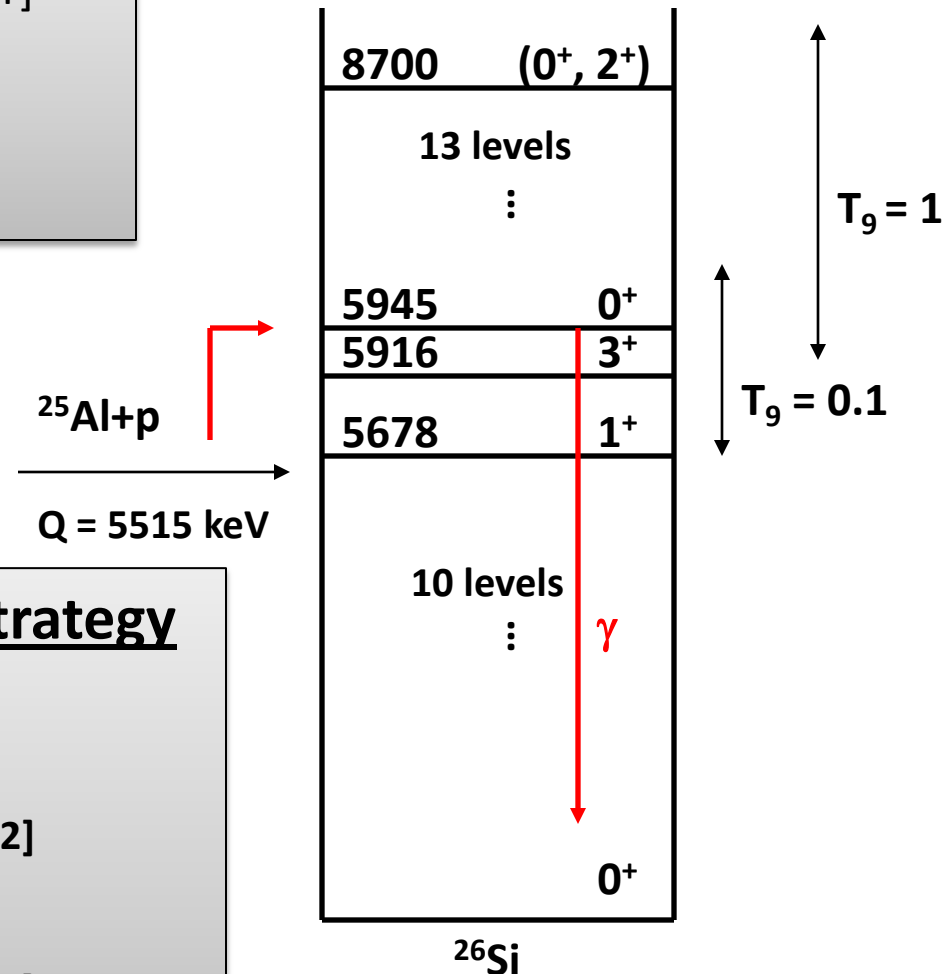 8700 (0⁺, 2⁺)
13 levels
⋮
T₉ = 1
5945 0⁺
5916 3⁺
T₉ = 0.1
²⁵Al+p
5678 1⁺
Q = 5515 keV
10 levels
⋮
γ
trategy
2]
0⁺
²⁶Si